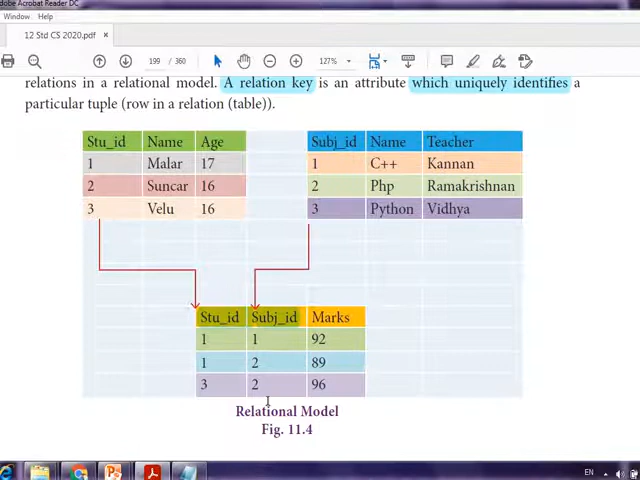 Acrobat Reader DC
Window Help
12 Std CS 2020.pdf ×
199 / 360 127%
relations in a relational model. A relation key is an attribute which uniquely identifies a
particular tuple (row in a relation (table)).
Stu_id Name Age
1 Malar 17
2 Suncar 16
3 Velu 16
Subj_id Name Teacher
1 C++ Kannan
2 Php Ramakrishnan
3 Python Vidhya
Stu_id Subj_id Marks
1 1 92
1 2 89
3 2 96
Relational Model
Fig. 11.4
EN